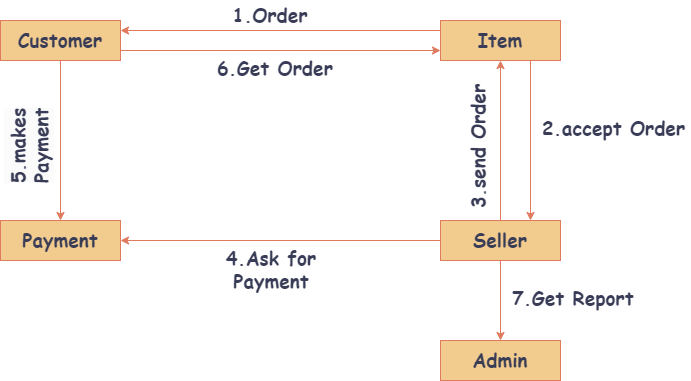 1.Order
Customer
Item
6.Get Order
5.makes
Payment
3.send Order
2.accept Order
Payment
Seller
4.Ask for
Payment
7.Get Report
Admin